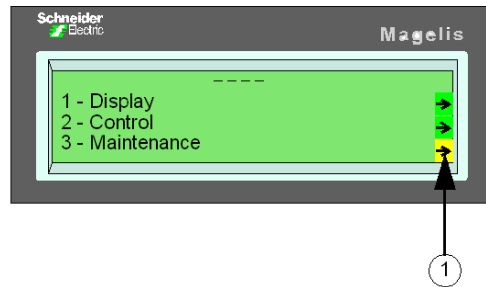 Schneider
Electric
Magelis
----
1 - Display
2 - Control
3 - Maintenance
1